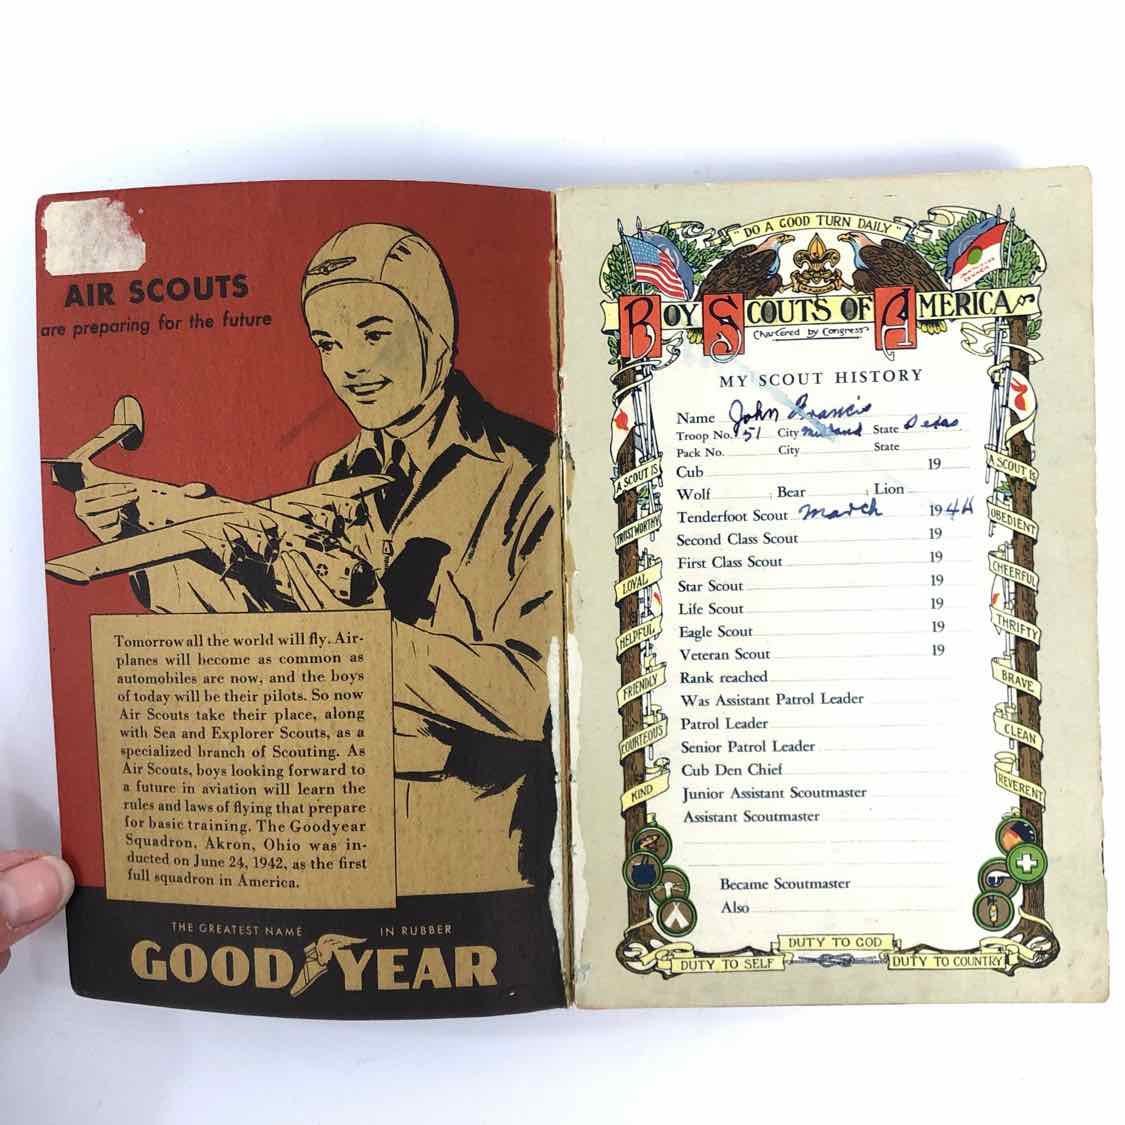 AIR SCOUTS
are preparing for the future
Tomorrow all the world will fly. Air-
planes will become as common as
automobiles are now, and the boys
of today will be their pilots. So now
Air Scouts take their place, along
with Sea and Explorer Scouts, as a
specialized branch of Scouting. As
Air Scouts, boys looking forward to
a future in aviation will learn the
rules and laws of flying that prepare
for basic training. The Goodyear
Squadron, Akron, Ohio was in-
ducted on June 24, 1942, as the first
full squadron in America.
THE GREATEST NAME IN RUBBER
GOODYEAR
"DO A GOOD TURN DAILY"
BOY SCOUTS OF AMERICA
Chartered by Congress
MY SCOUT HISTORY
Name John Francis
Troop No. 51 City Midland State Texas
Pack No. City State
Cub 19
Wolf Bear Lion
Tenderfoot Scout March 1944
Second Class Scout 19
First Class Scout 19
Star Scout 19
Life Scout 19
Eagle Scout 19
Veteran Scout 19
Rank reached
Was Assistant Patrol Leader
Patrol Leader
Senior Patrol Leader
Cub Den Chief
Junior Assistant Scoutmaster
Assistant Scoutmaster
Became Scoutmaster
Also
A SCOUT IS
TRUSTWORTHY
LOYAL
HELPFUL
FRIENDLY
COURTEOUS
KIND
A SCOUT IS
OBEDIENT
CHEERFUL
THRIFTY
BRAVE
CLEAN
REVERENT
DUTY TO GOD
DUTY TO SELF
DUTY TO COUNTRY